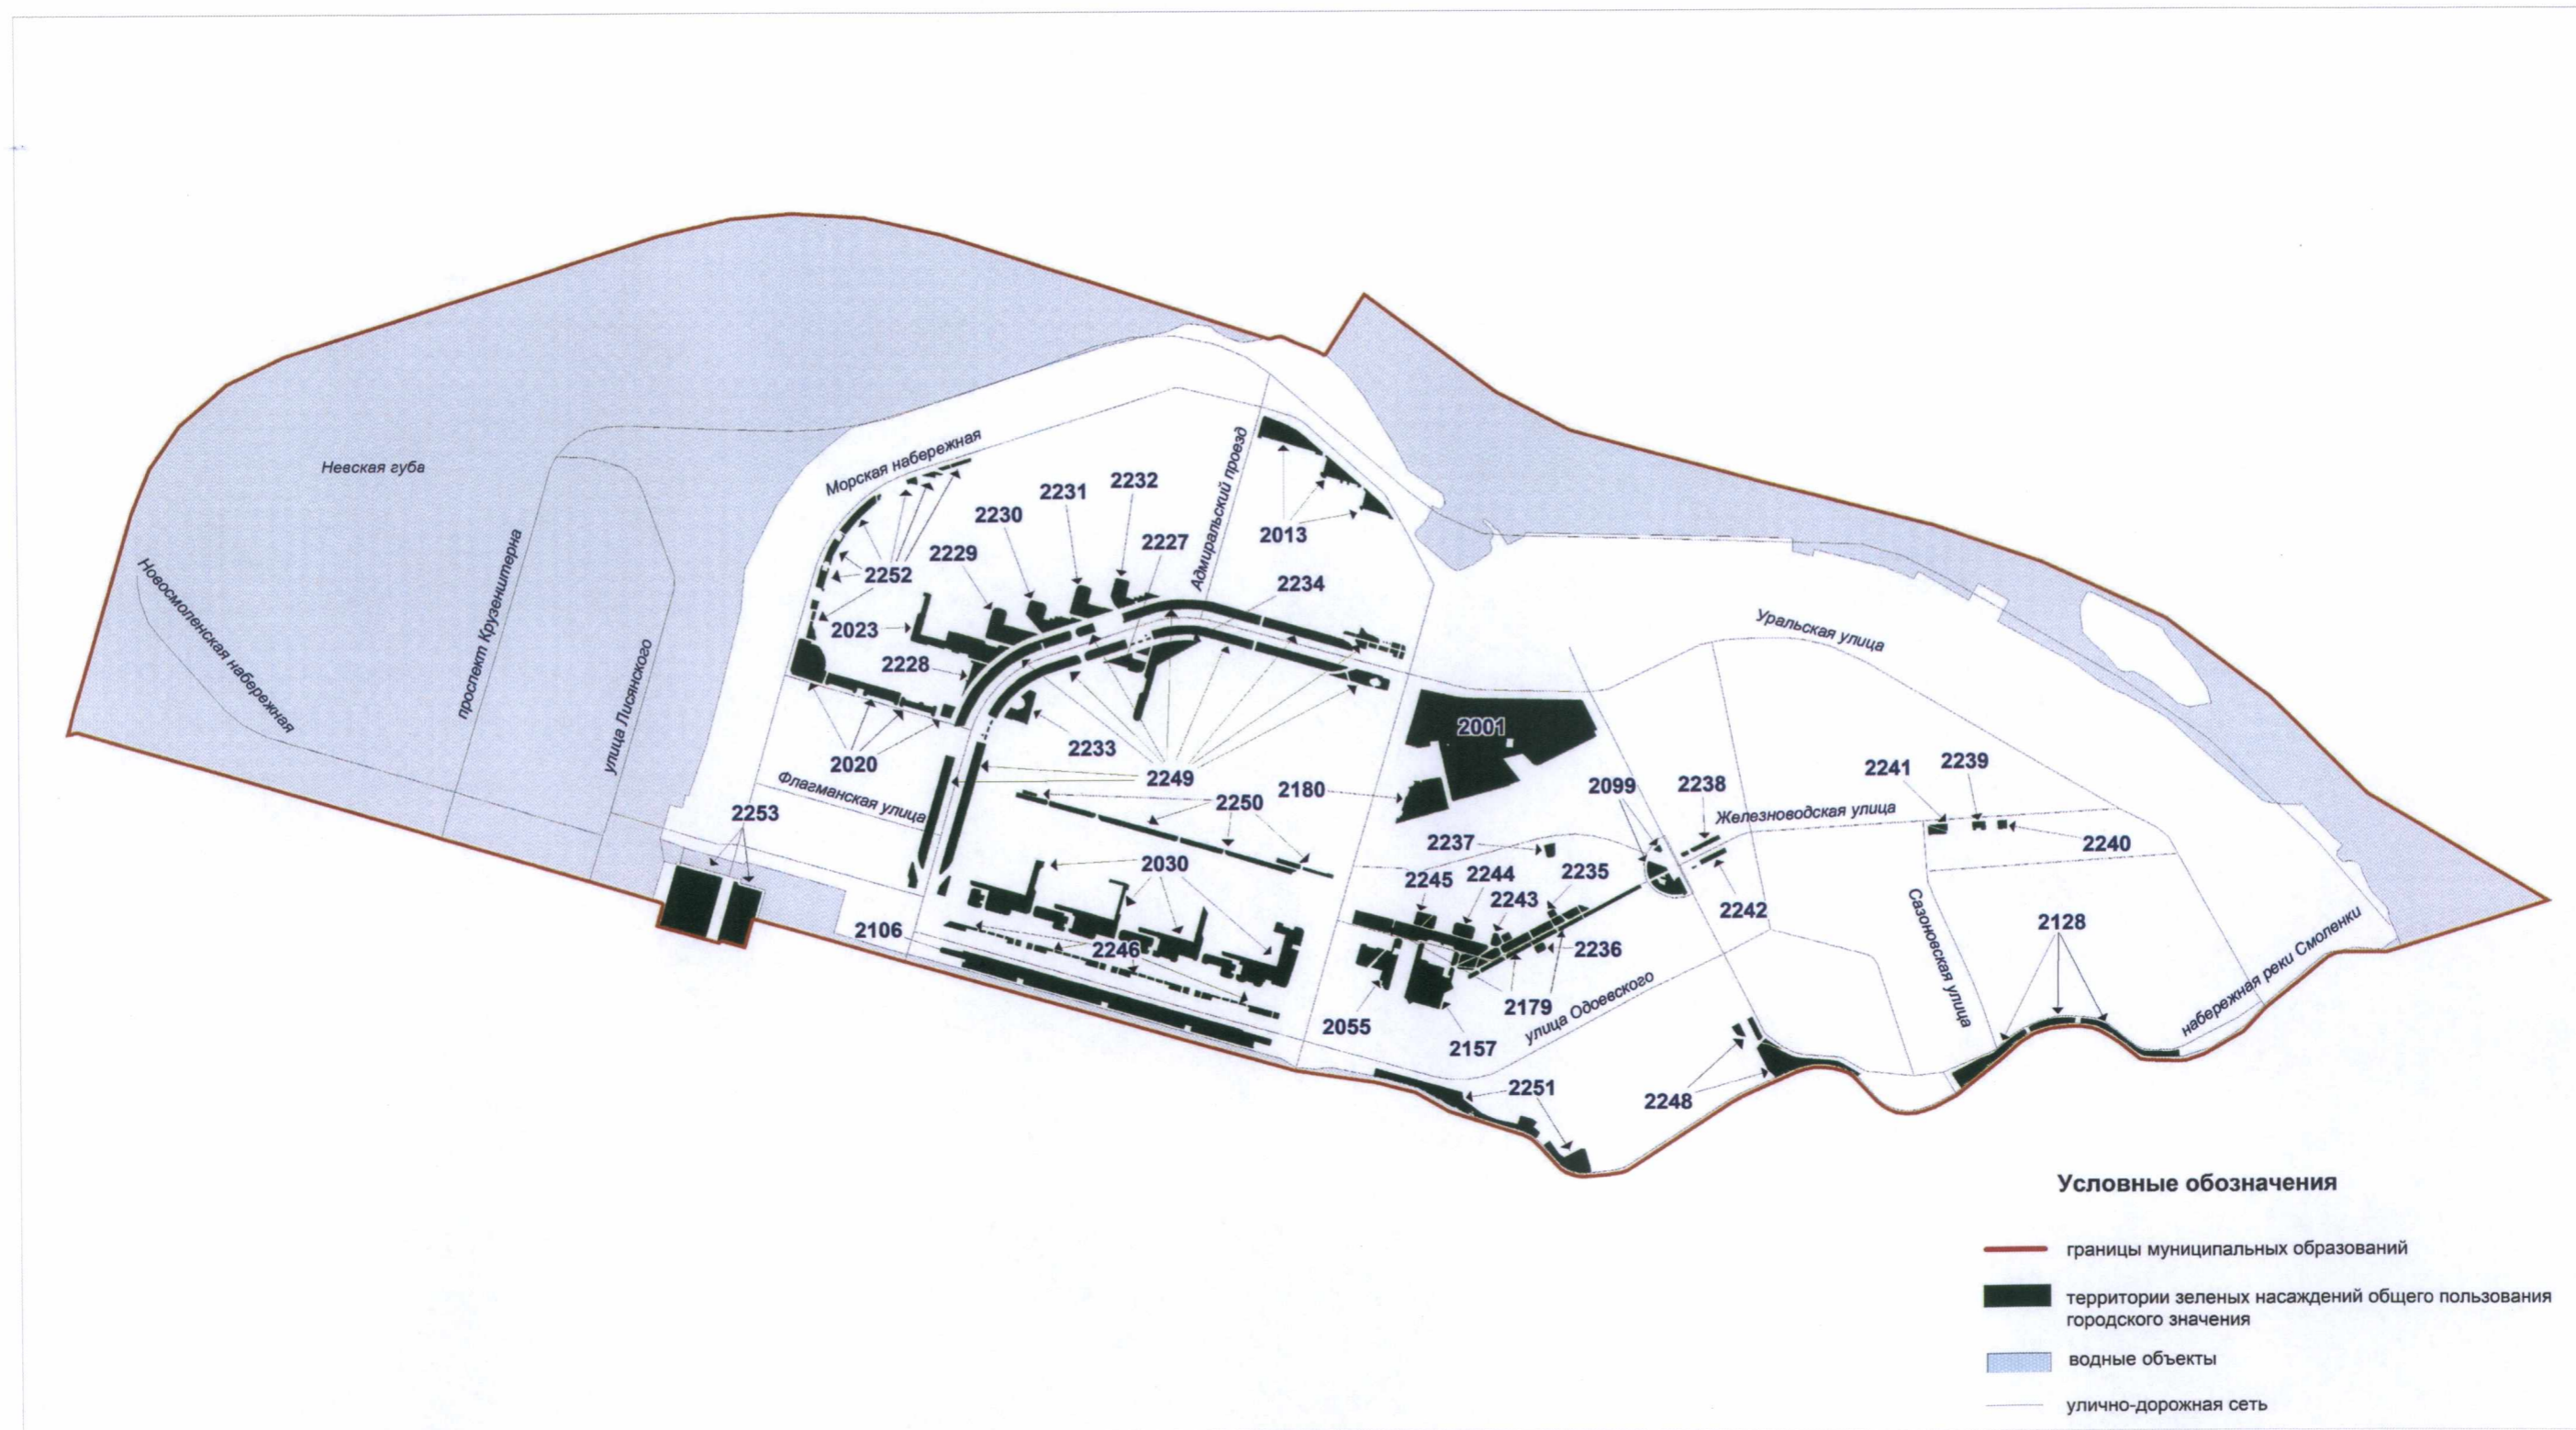 Невская губа
Новосмоленская набережная
проспект Крузенштерна
улица Лисянского
Морская набережная
Адмиральский проезд
2013
2232
2231
2230
2229
2227
2234
2252
2023
2228
2020
2233
2249
2250
2180
2001
Флагманская улица
2253
2030
2106
2246
Уральская улица
2099
2238
Железноводская улица
2241
2239
2240
2237
2235
2245
2244
2243
2242
2236
2179
2055
2157
улица Одоевского
Сазоновская улица
2128
набережная реки Смоленки
2251
2248
Условные обозначения
границы муниципальных образований
территории зеленых насаждений общего пользования
городского значения
водные объекты
улично-дорожная сеть